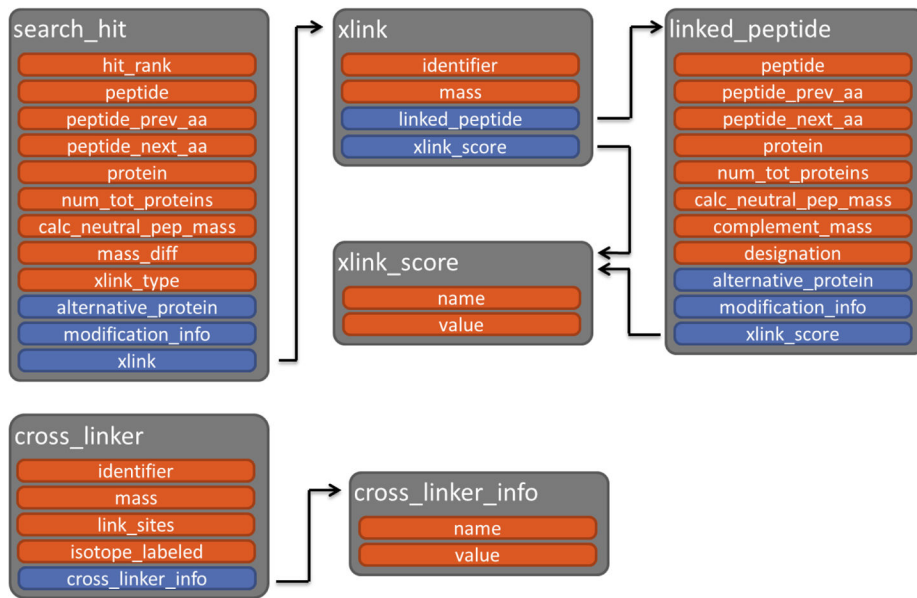 search_hit
hit_rank
peptide
peptide_prev_aa
peptide_next_aa
protein
num_tot_proteins
calc_neutral_pep_mass
mass_diff
xlink_type
alternative_protein
modification_info
xlink
xlink
identifier
mass
linked_peptide
xlink_score
xlink_score
name
value
linked_peptide
peptide
peptide_prev_aa
peptide_next_aa
protein
num_tot_proteins
calc_neutral_pep_mass
complement_mass
designation
alternative_protein
modification_info
xlink_score
cross_linker
identifier
mass
link_sites
isotope_labeled
cross_linker_info
cross_linker_info
name
value